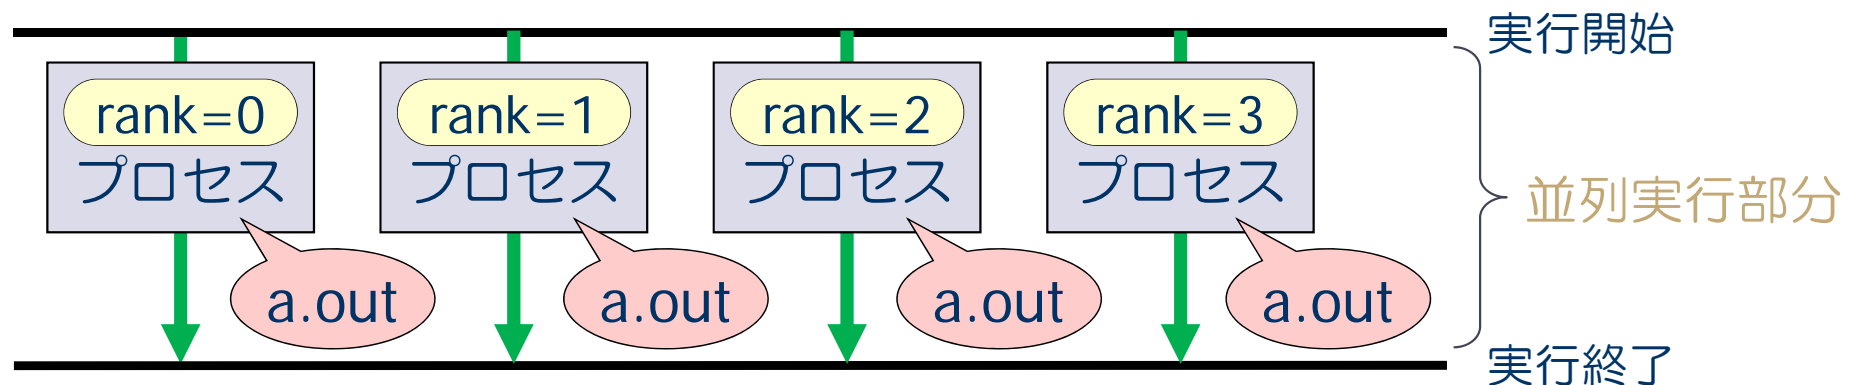 実行開始
rank=0
プロセス
a.out
rank=1
プロセス
a.out
rank=2
プロセス
a.out
rank=3
プロセス
a.out
並列実行部分
実行終了